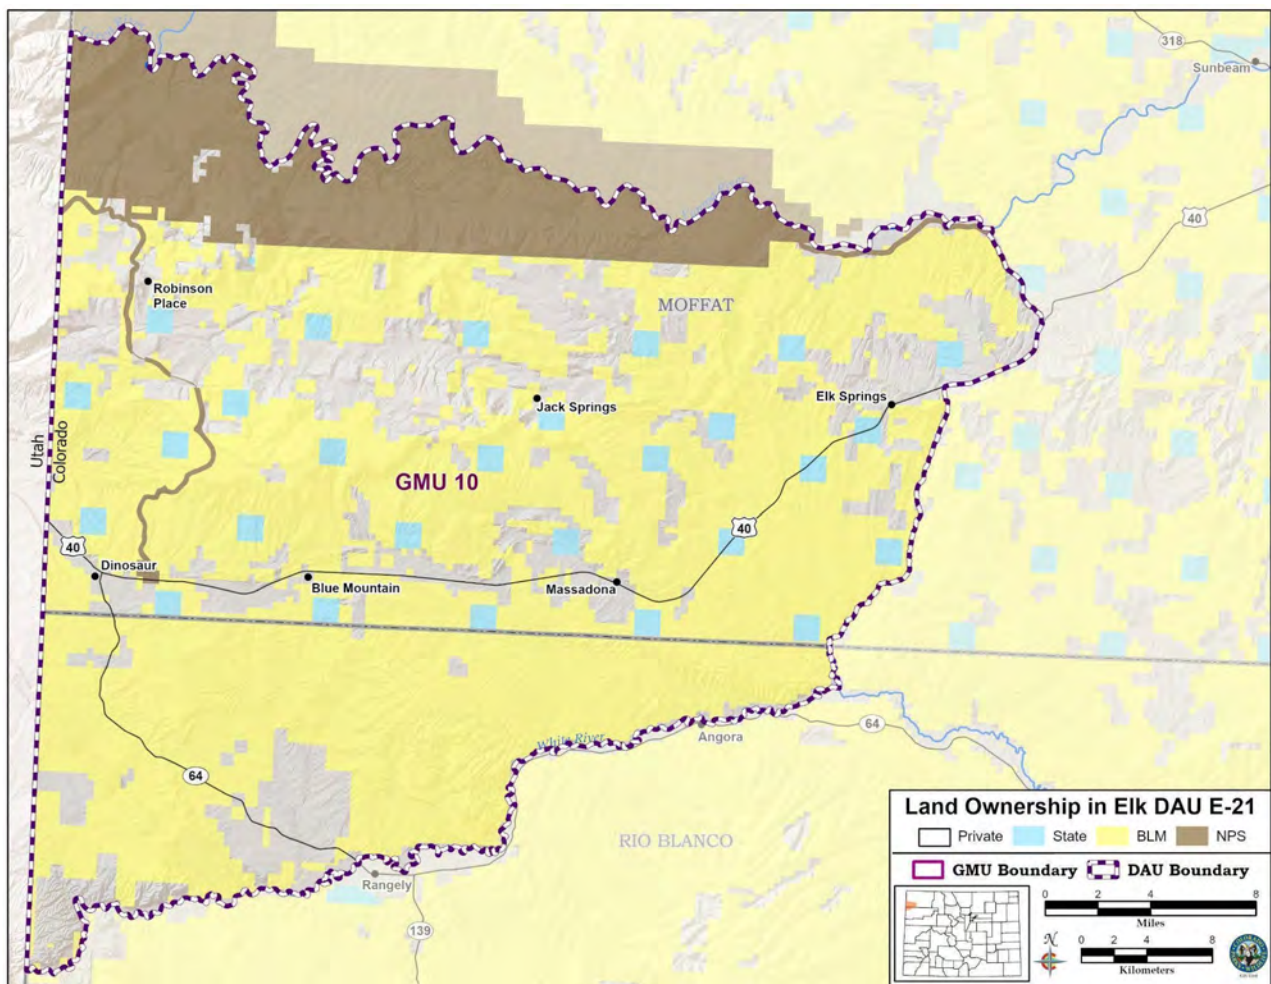 318
Sunbeam
40
Robinson
Place
MOFFAT
Elk Springs
Jack Springs
Utah
Colorado
GMU 10
40
40
Dinosaur
Blue Mountain
Massadona
White River
Angora
64
64
RIO BLANCO
Rangely
139
Land Ownership in Elk DAU E-21
Private State BLM NPS
GMU Boundary DAU Boundary
0 2 4 8
Miles
N
0 2 4 8
Kilometers